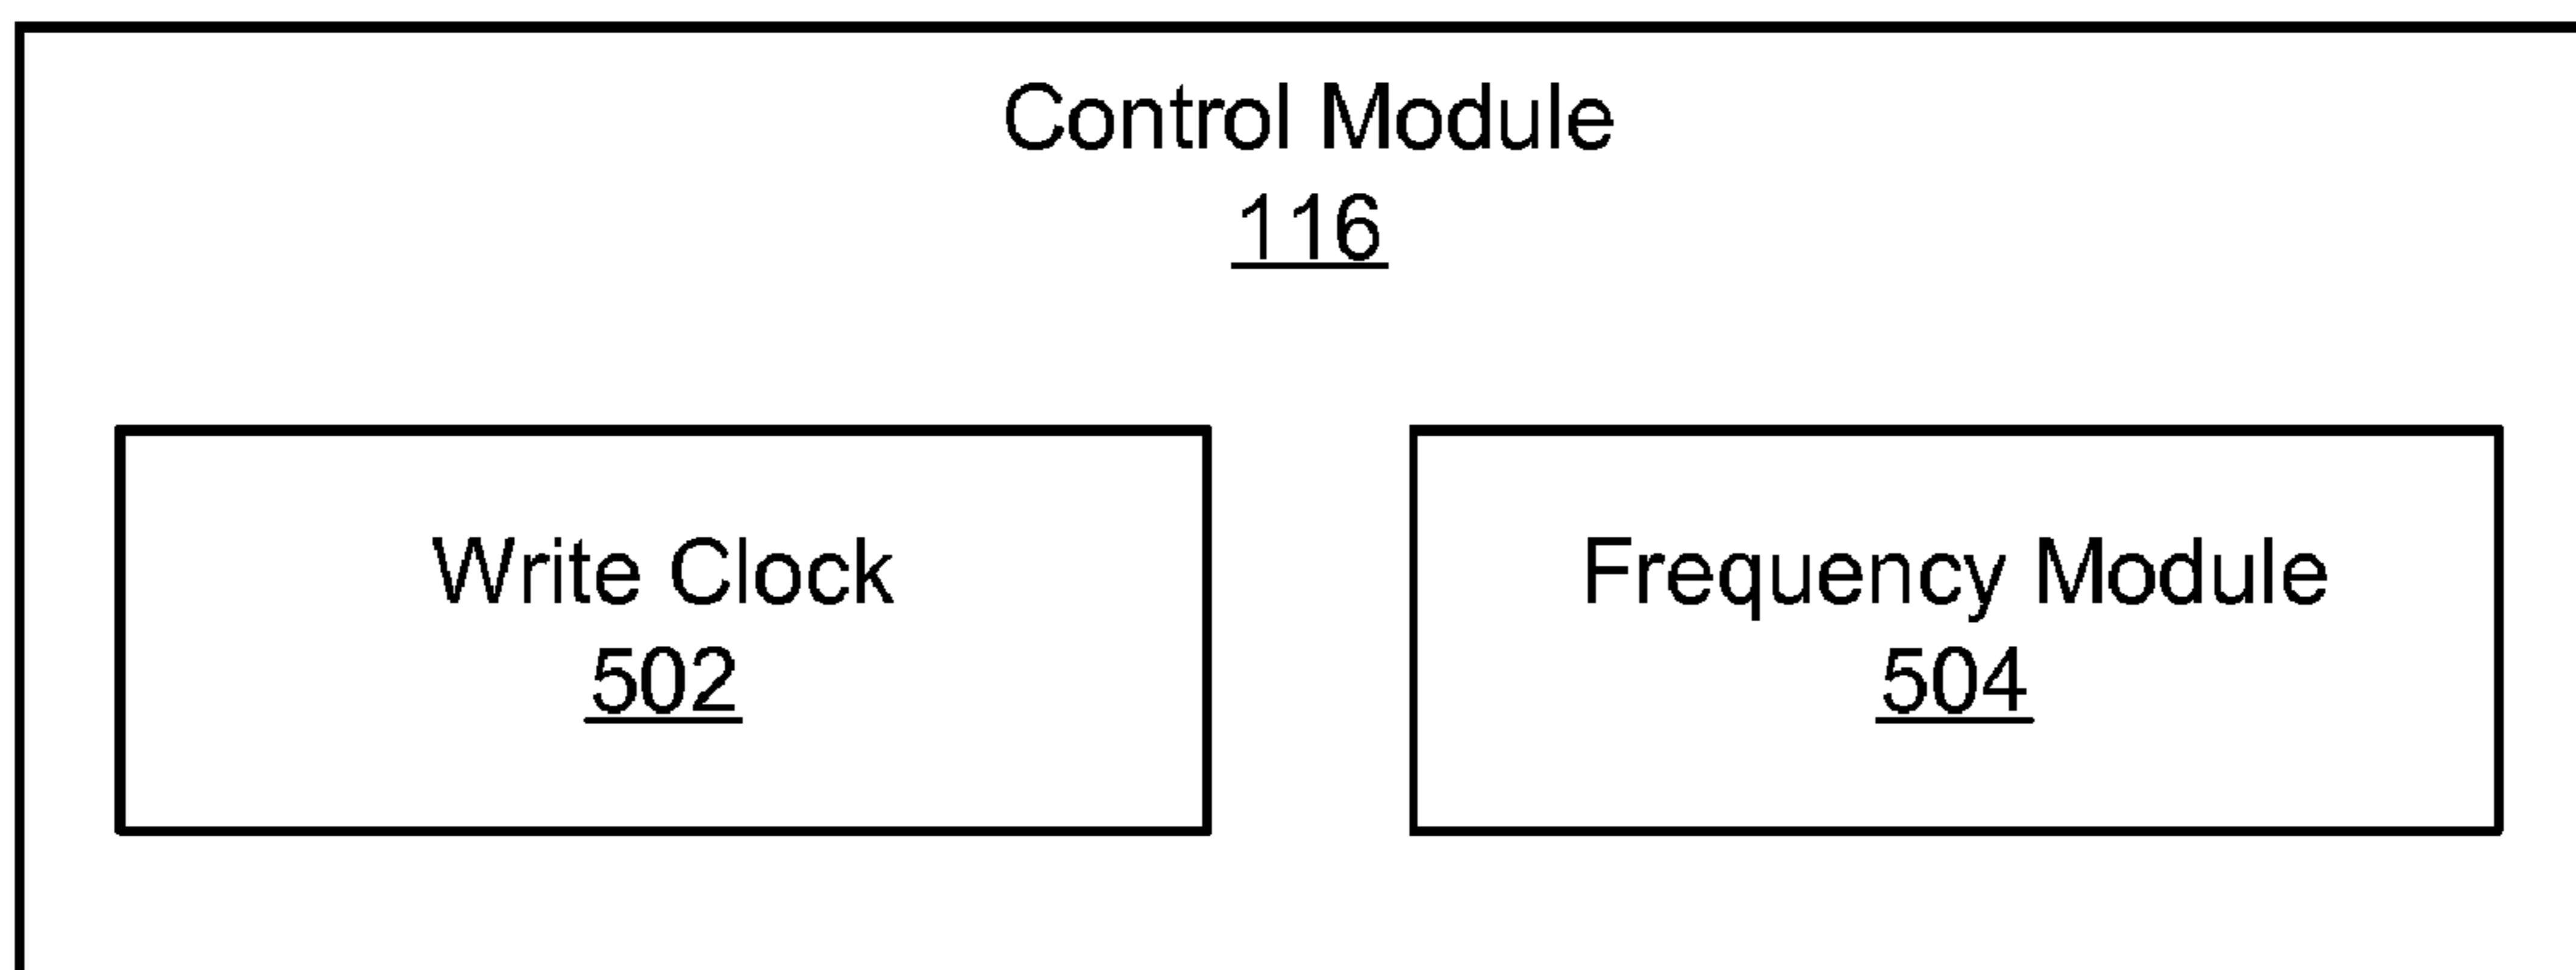 Control Module
116
Write Clock
502
Frequency Module
504